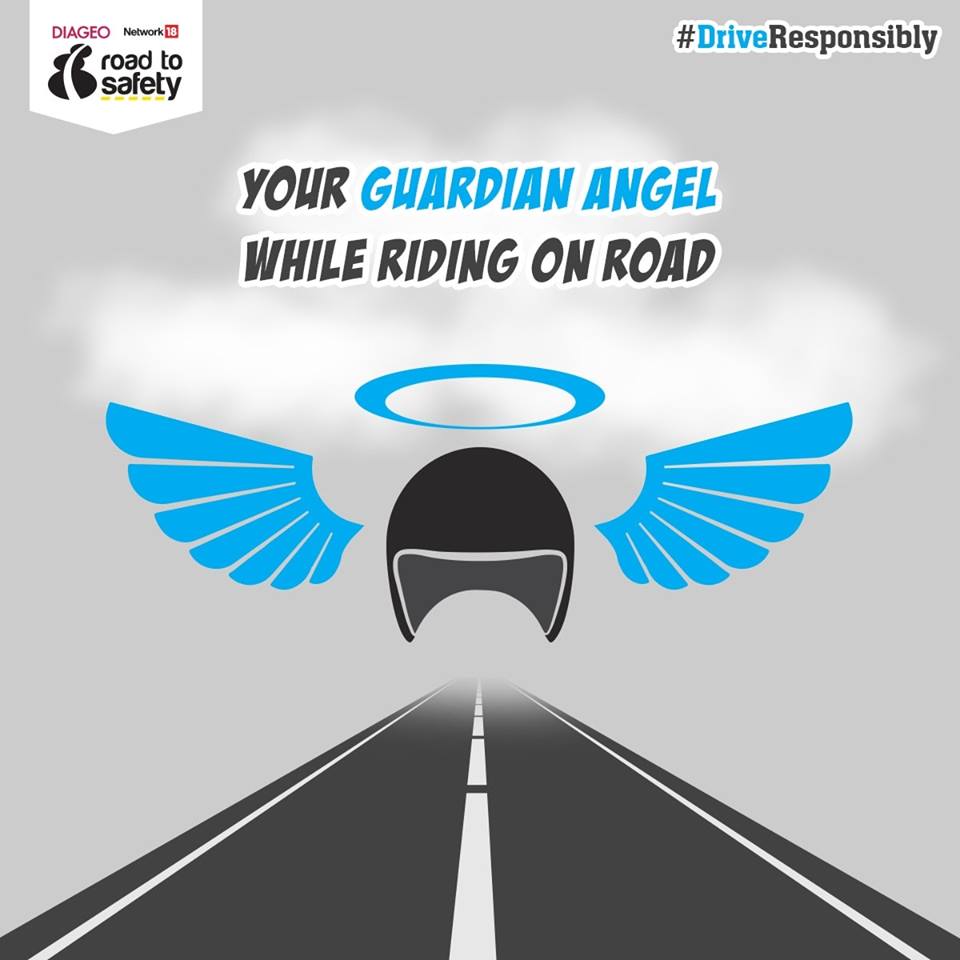 DIAGEO Network18
road to
safety
#DriveResponsibly
YOUR GUARDIAN ANGEL
WHILE RIDING ON ROAD